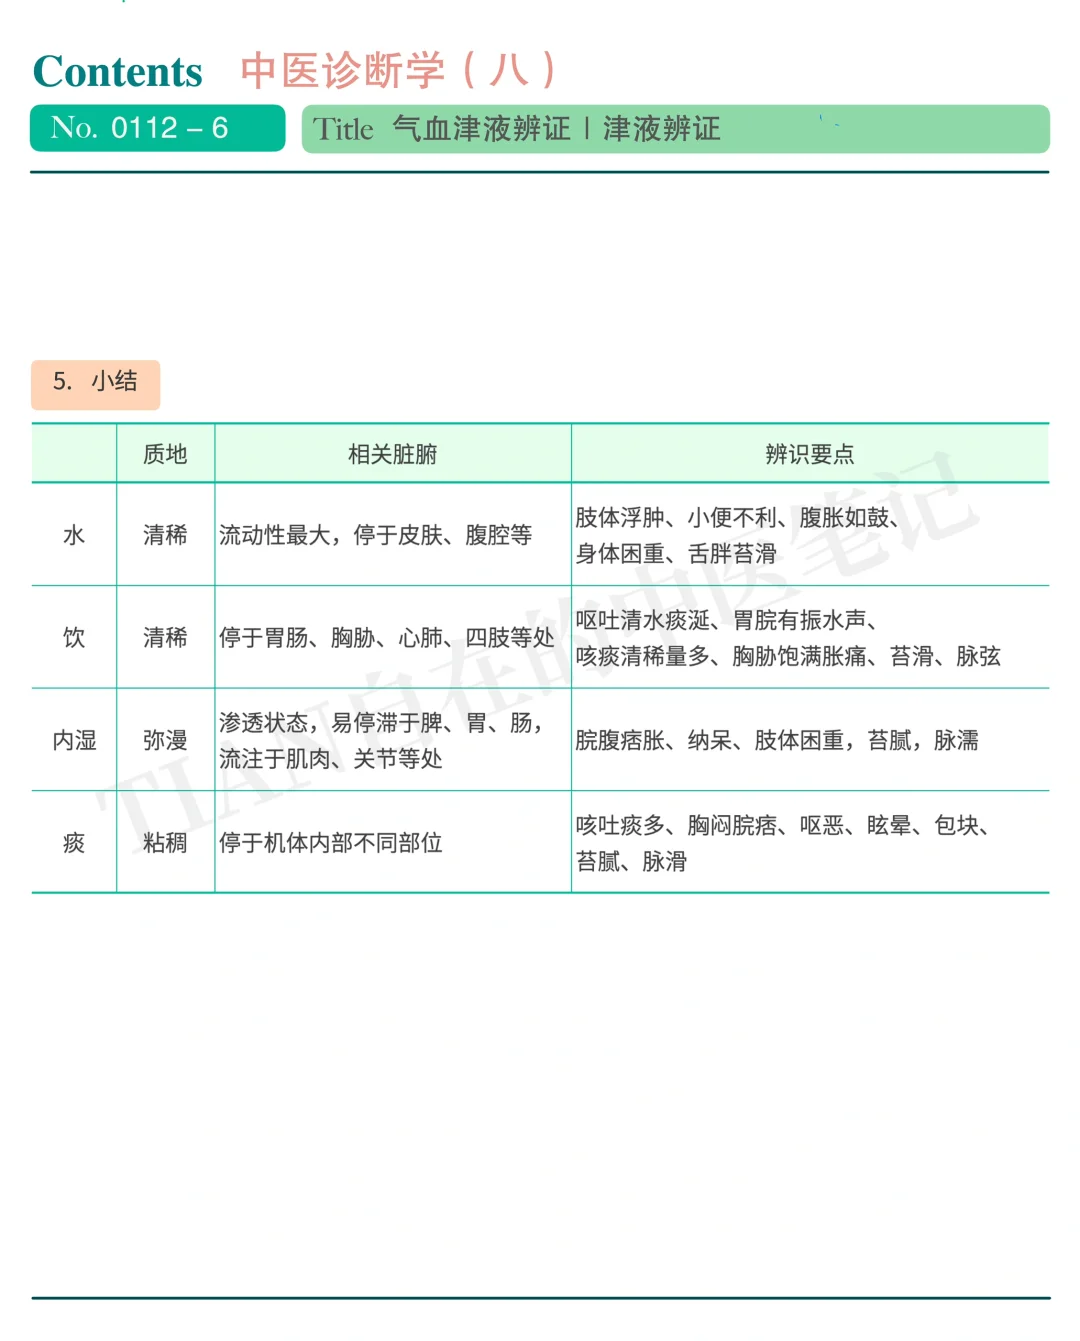 Contents 中医诊断学（八）
No. 0112 – 6
Title 气血津液辨证 | 津液辨证
5. 小结
质地 相关脏腑 辨识要点
水 清稀 流动性最大，停于皮肤、腹腔等 肢体浮肿、小便不利、腹胀如鼓、
身体困重、舌胖苔滑
饮 清稀 停于胃肠、胸胁、心肺、四肢等处 呕吐清水痰涎、胃脘有振水声、
咳痰清稀量多、胸胁饱满胀痛、苔滑、脉弦
内湿 弥漫 渗透状态，易停滞于脾、胃、肠，
流注于肌肉、关节等处 脘腹痞胀、纳呆、肢体困重，苔腻，脉濡
痰 粘稠 停于机体内部不同部位 咳吐痰多、胸闷脘痞、呕恶、眩晕、包块、
苔腻、脉滑
TIAN自在的中医笔记